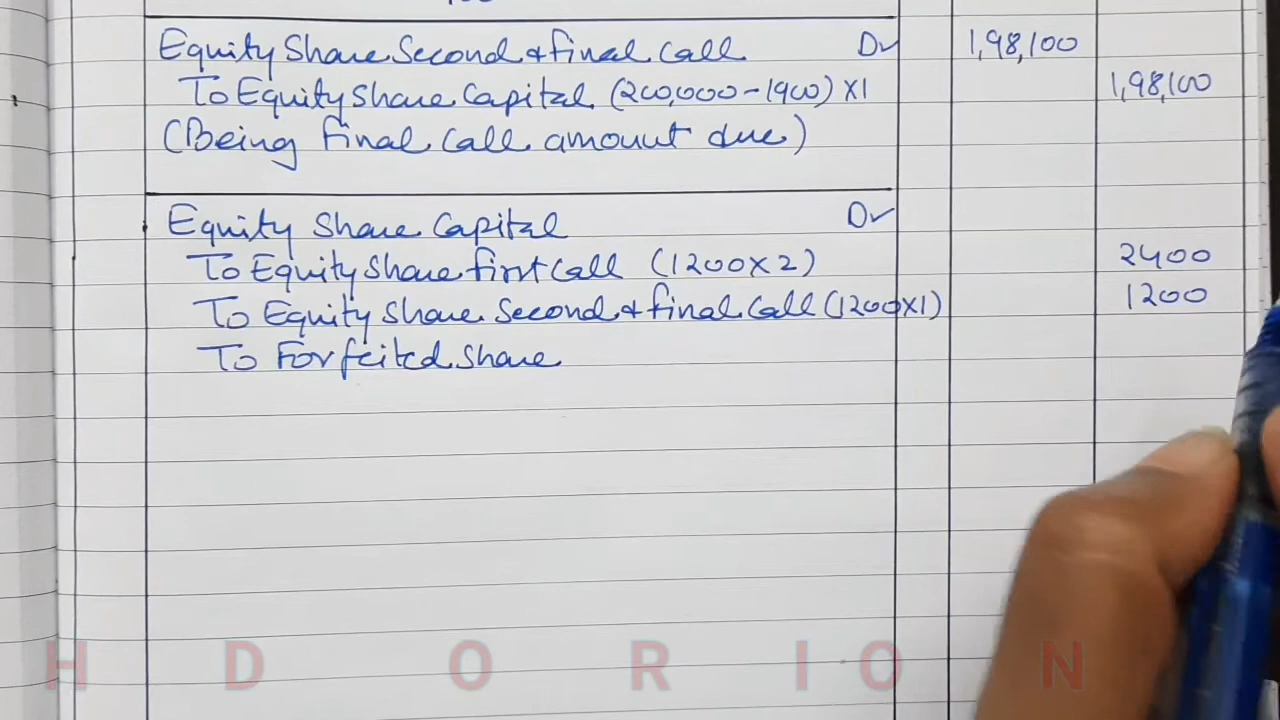 Equity Share Second & final Call Dr 1,98,100
To Equity Share Capital (200,000-1900) X1 1,98,100
(Being final Call amount due)
Equity Share Capital Dr
To Equity Share first Call (1200X2) 2400
To Equity Share Second & final Call (1200X1) 1200
To Forfeited Share
H D O R I O N